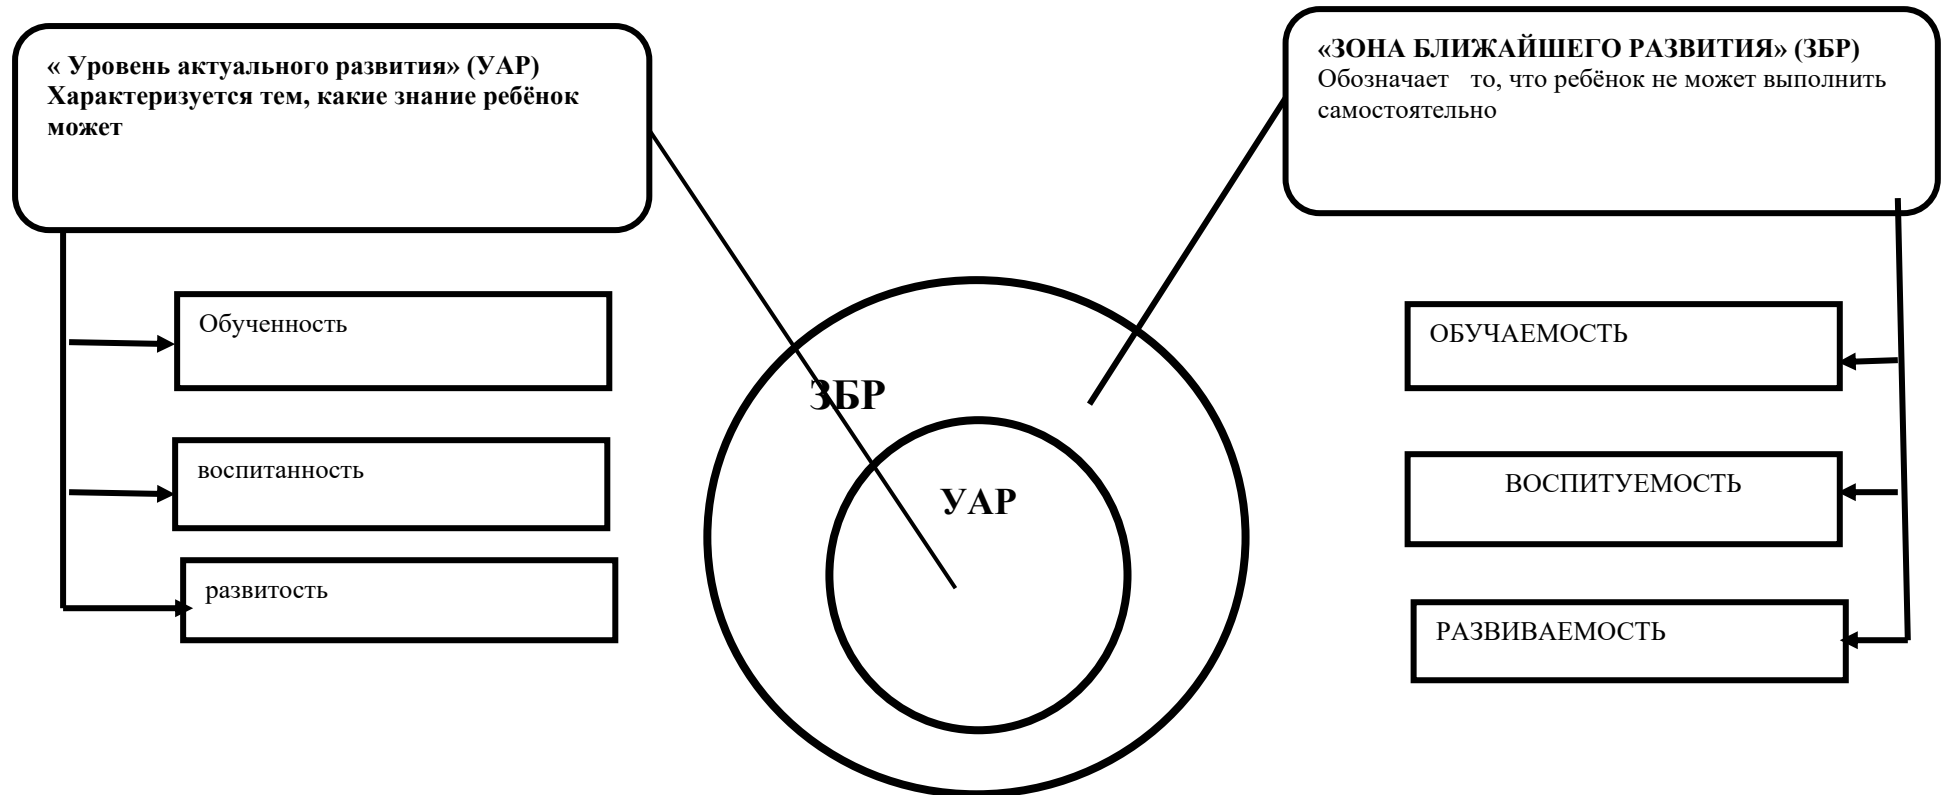 « Уровень актуального развития» (УАР)
Характеризуется тем, какие знание ребёнок
может
«ЗОНА БЛИЖАЙШЕГО РАЗВИТИЯ» (ЗБР)
Обозначает то, что ребёнок не может выполнить
самостоятельно
Обученность
воспитанность
развитость
ЗБР
УАР
ОБУЧАЕМОСТЬ
ВОСПИТУЕМОСТЬ
РАЗВИВАЕМОСТЬ